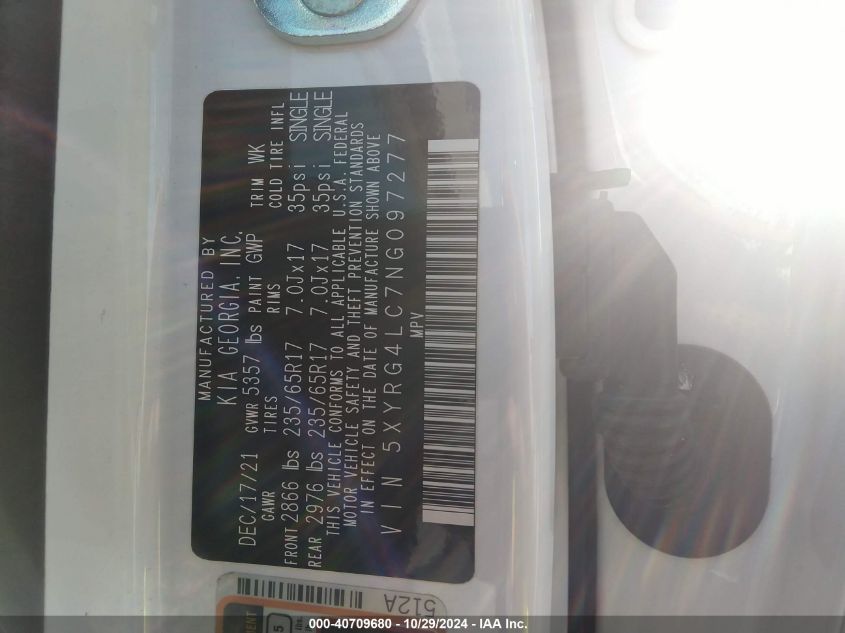 MANUFACTURED BY
KIA GEORGIA, INC.
DEC/17/21 GVWR 5357 lbs PAINT GWP TRIM WK
GAWR TIRES RIMS COLD TIRE INFL
FRONT 2866 lbs 235/65R17 7.0Jx17 35psi SINGLE
REAR 2976 lbs 235/65R17 7.0Jx17 35psi SINGLE
THIS VEHICLE CONFORMS TO ALL APPLICABLE U.S.A. FEDERAL
MOTOR VEHICLE SAFETY AND THEFT PREVENTION STANDARDS
IN EFFECT ON THE DATE OF MANUFACTURE SHOWN ABOVE
VIN 5XYRG4LC7NG097277
MPV
512A
000-40709680 - 10/29/2024 - IAA Inc.